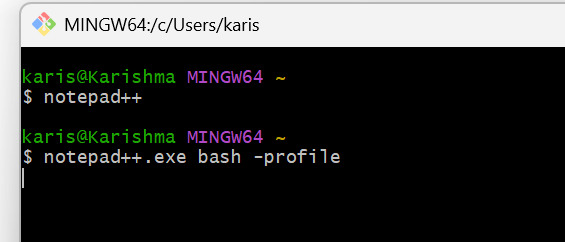 MINGW64:/c/Users/karis
karis@Karishma MINGW64 ~
$ notepad++
karis@Karishma MINGW64 ~
$ notepad++.exe bash -profile